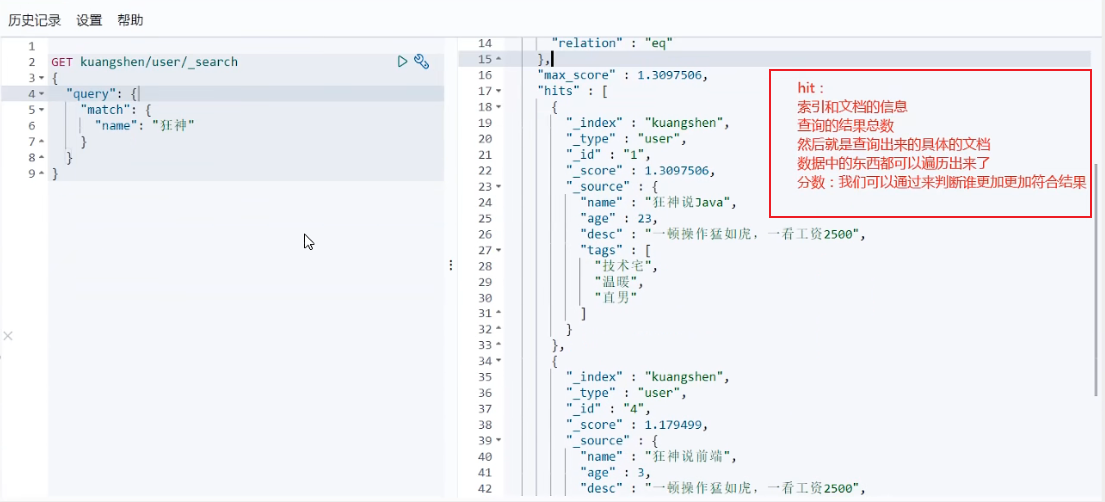 历史记录 设置 帮助
1
2 GET kuangshen/user/_search
3 {
4 "query": {
5 "match": {
6 "name": "狂神"
7 }
8 }
9 }
14 "relation" : "eq"
15 },
16 "max_score" : 1.3097506,
17 "hits" : [
18 {
19 "_index" : "kuangshen",
20 "_type" : "user",
21 "_id" : "1",
22 "_score" : 1.3097506,
23 "_source" : {
24 "name" : "狂神说Java",
25 "age" : 23,
26 "desc" : "一顿操作猛如虎，一看工资2500",
27 "tags" : [
28 "技术宅",
29 "温暖",
30 "直男"
31 ]
32 }
33 },
34 {
35 "_index" : "kuangshen",
36 "_type" : "user",
37 "_id" : "4",
38 "_score" : 1.179499,
39 "_source" : {
40 "name" : "狂神说前端",
41 "age" : 3,
42 "desc" : "一顿操作猛如虎，一看工资2500",
hit：
索引和文档的信息
查询的结果总数
然后就是查询出来的具体的文档
数据中的东西都可以遍历出来了
分数：我们可以通过来判断谁更加更加符合结果